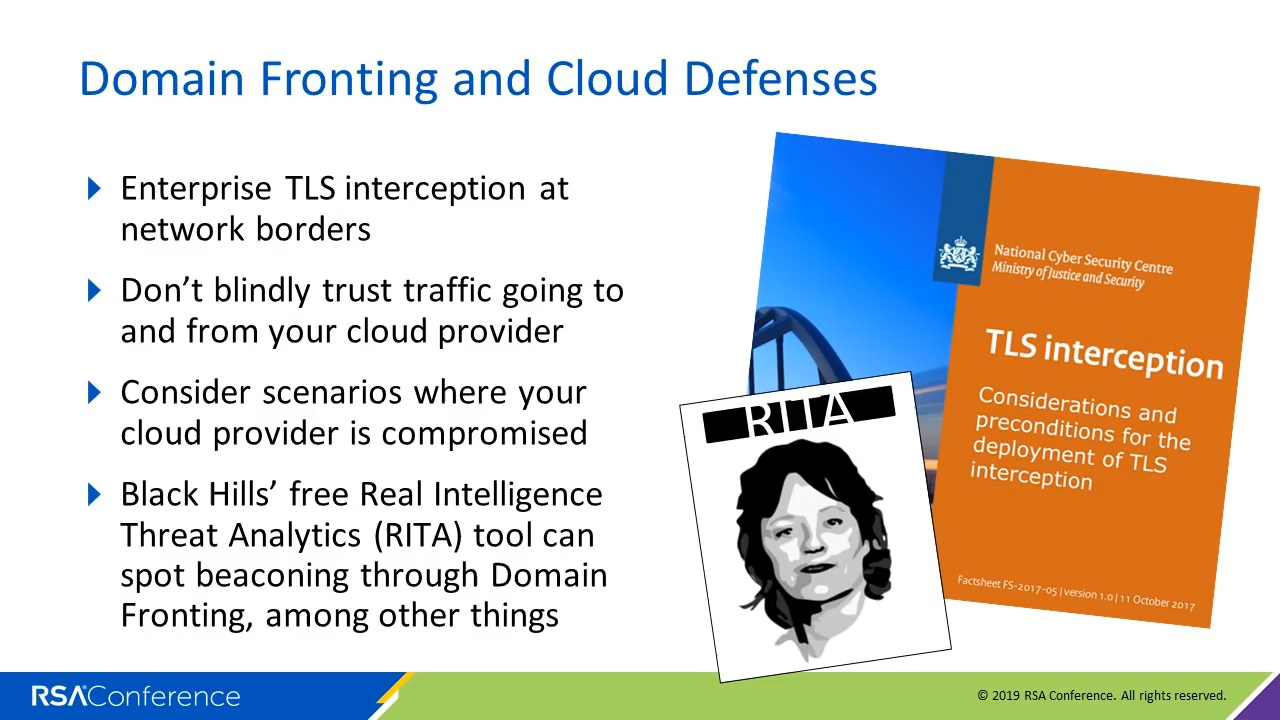 Domain Fronting and Cloud Defenses
Enterprise TLS interception at
network borders
Don’t blindly trust traffic going to
and from your cloud provider
Consider scenarios where your
cloud provider is compromised
Black Hills’ free Real Intelligence
Threat Analytics (RITA) tool can
spot beaconing through Domain
Fronting, among other things
National Cyber Security Centre
Ministry of Justice and Security
TLS interception
Considerations and
preconditions for the
deployment of TLS
interception
Factsheet FS-2017-05 | version 1.0 | 11 October 2017
RITA
RSAConference
© 2019 RSA Conference. All rights reserved.